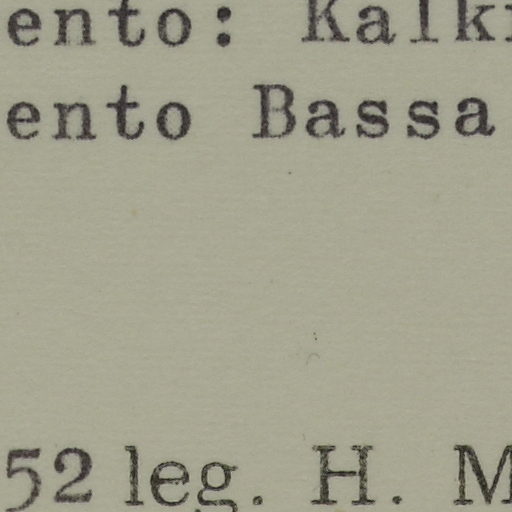 ento: Kalk
ento Bassa
52 leg. H. M